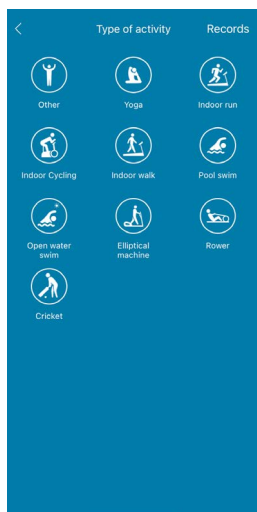 Type of activity Records
Other Yoga Indoor run
Indoor Cycling Indoor walk Pool swim
Open water
swim
Elliptical
machine
Rower
Cricket